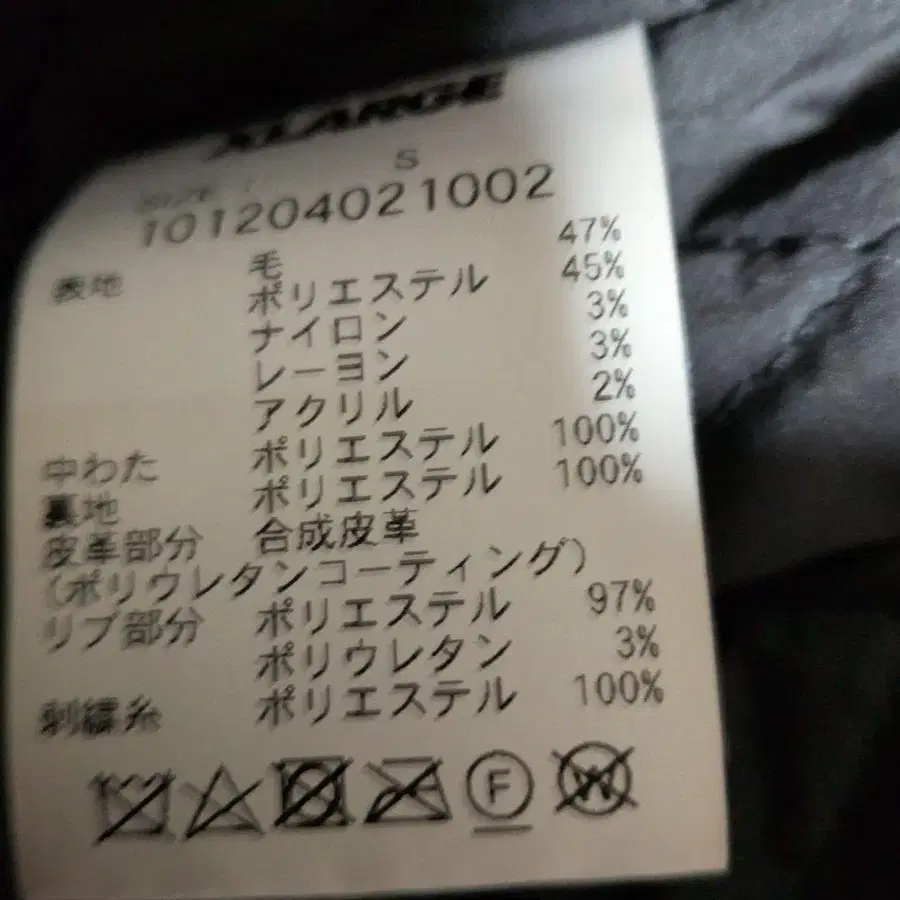 XLARGE
SIZE : S
101204021002
表地 毛 47%
ポリエステル 45%
ナイロン 3%
レーヨン 3%
アクリル 2%
中わた ポリエステル 100%
裏地 ポリエステル 100%
皮革部分 合成皮革
(ポリウレタンコーティング)
リブ部分 ポリエステル 97%
ポリウレタン 3%
刺繍糸 ポリエステル 100%
F W